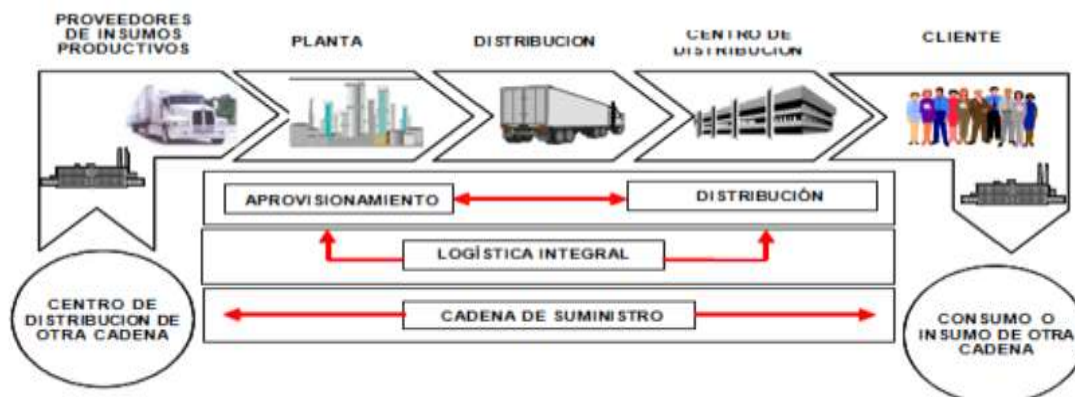 PROVEEDORES
DE INSUMOS
PRODUCTIVOS
PLANTA
DISTRIBUCION
CENTRO DE
DISTRIBUCION
CLIENTE
APROVISIONAMIENTO
DISTRIBUCIÓN
LOGÍSTICA INTEGRAL
CADENA DE SUMINISTRO
CENTRO DE
DISTRIBUCION DE
OTRA CADENA
CONSUMO O
INSUMO DE OTRA
CADENA